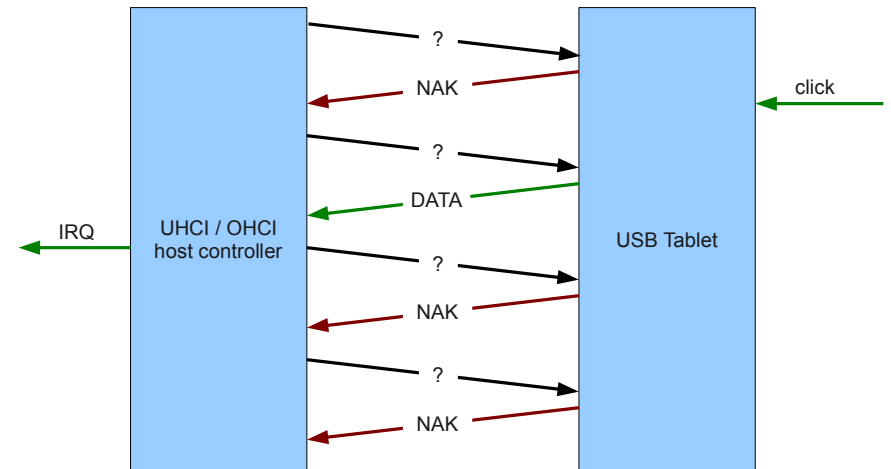 ?
NAK
click
?
DATA
IRQ
UHCI / OHCI
host controller
USB Tablet
?
NAK
?
NAK